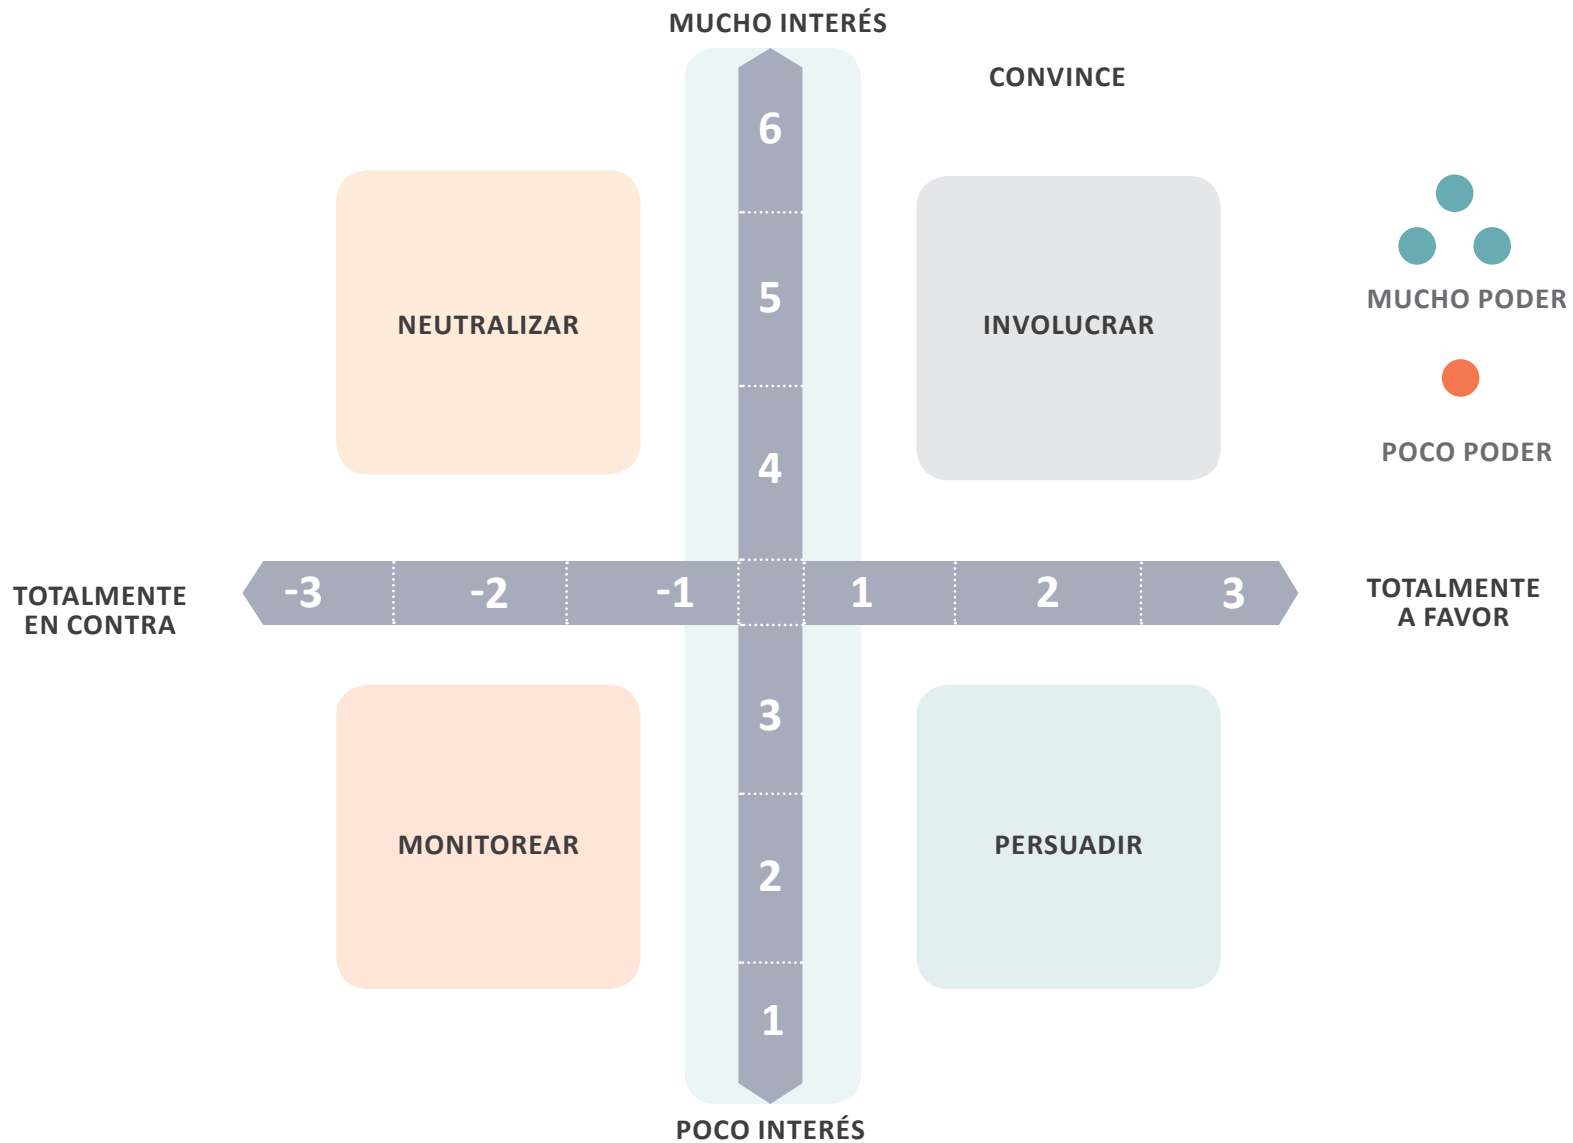 MUCHO INTERÉS
CONVINCE
6
5
4
NEUTRALIZAR
INVOLUCRAR
MUCHO PODER
POCO PODER
TOTALMENTE
EN CONTRA
-3 -2 -1 1 2 3
TOTALMENTE
A FAVOR
3
2
1
MONITOREAR
PERSUADIR
POCO INTERÉS